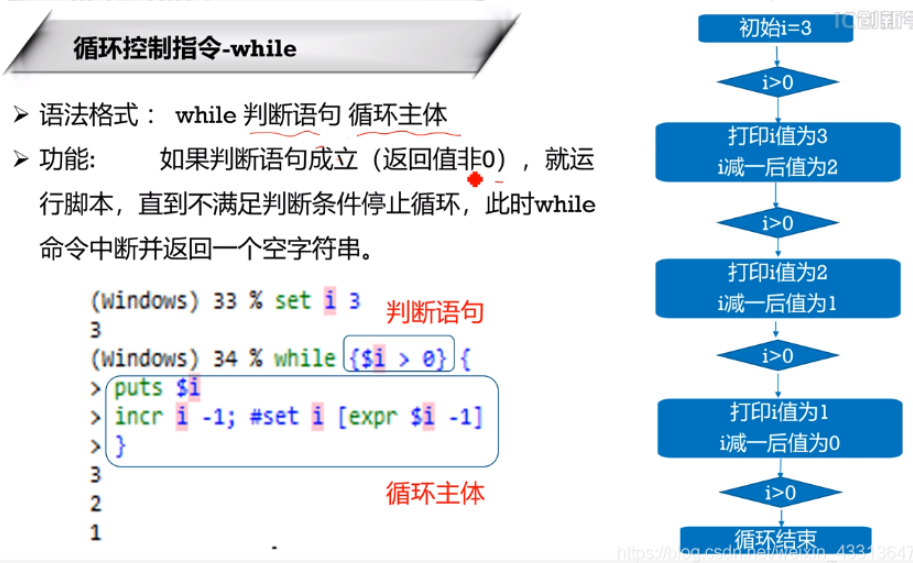 循环控制指令-while
➢ 语法格式： while 判断语句 循环主体
➢ 功能: 如果判断语句成立（返回值非0），就运
行脚本，直到不满足判断条件停止循环，此时while
命令中断并返回一个空字符串。
(Windows) 33 % set i 3
3
(Windows) 34 % while {$i > 0} {
> puts $i
> incr i -1; #set i [expr $i -1]
> }
3
2
1
判断语句
循环主体
初始i=3
i>0
打印i值为3
i减一后值为2
i>0
打印i值为2
i减一后值为1
i>0
打印i值为1
i减一后值为0
i>0
循环结束
IC创新学
https://blog.csdn.net/weixin_43313647